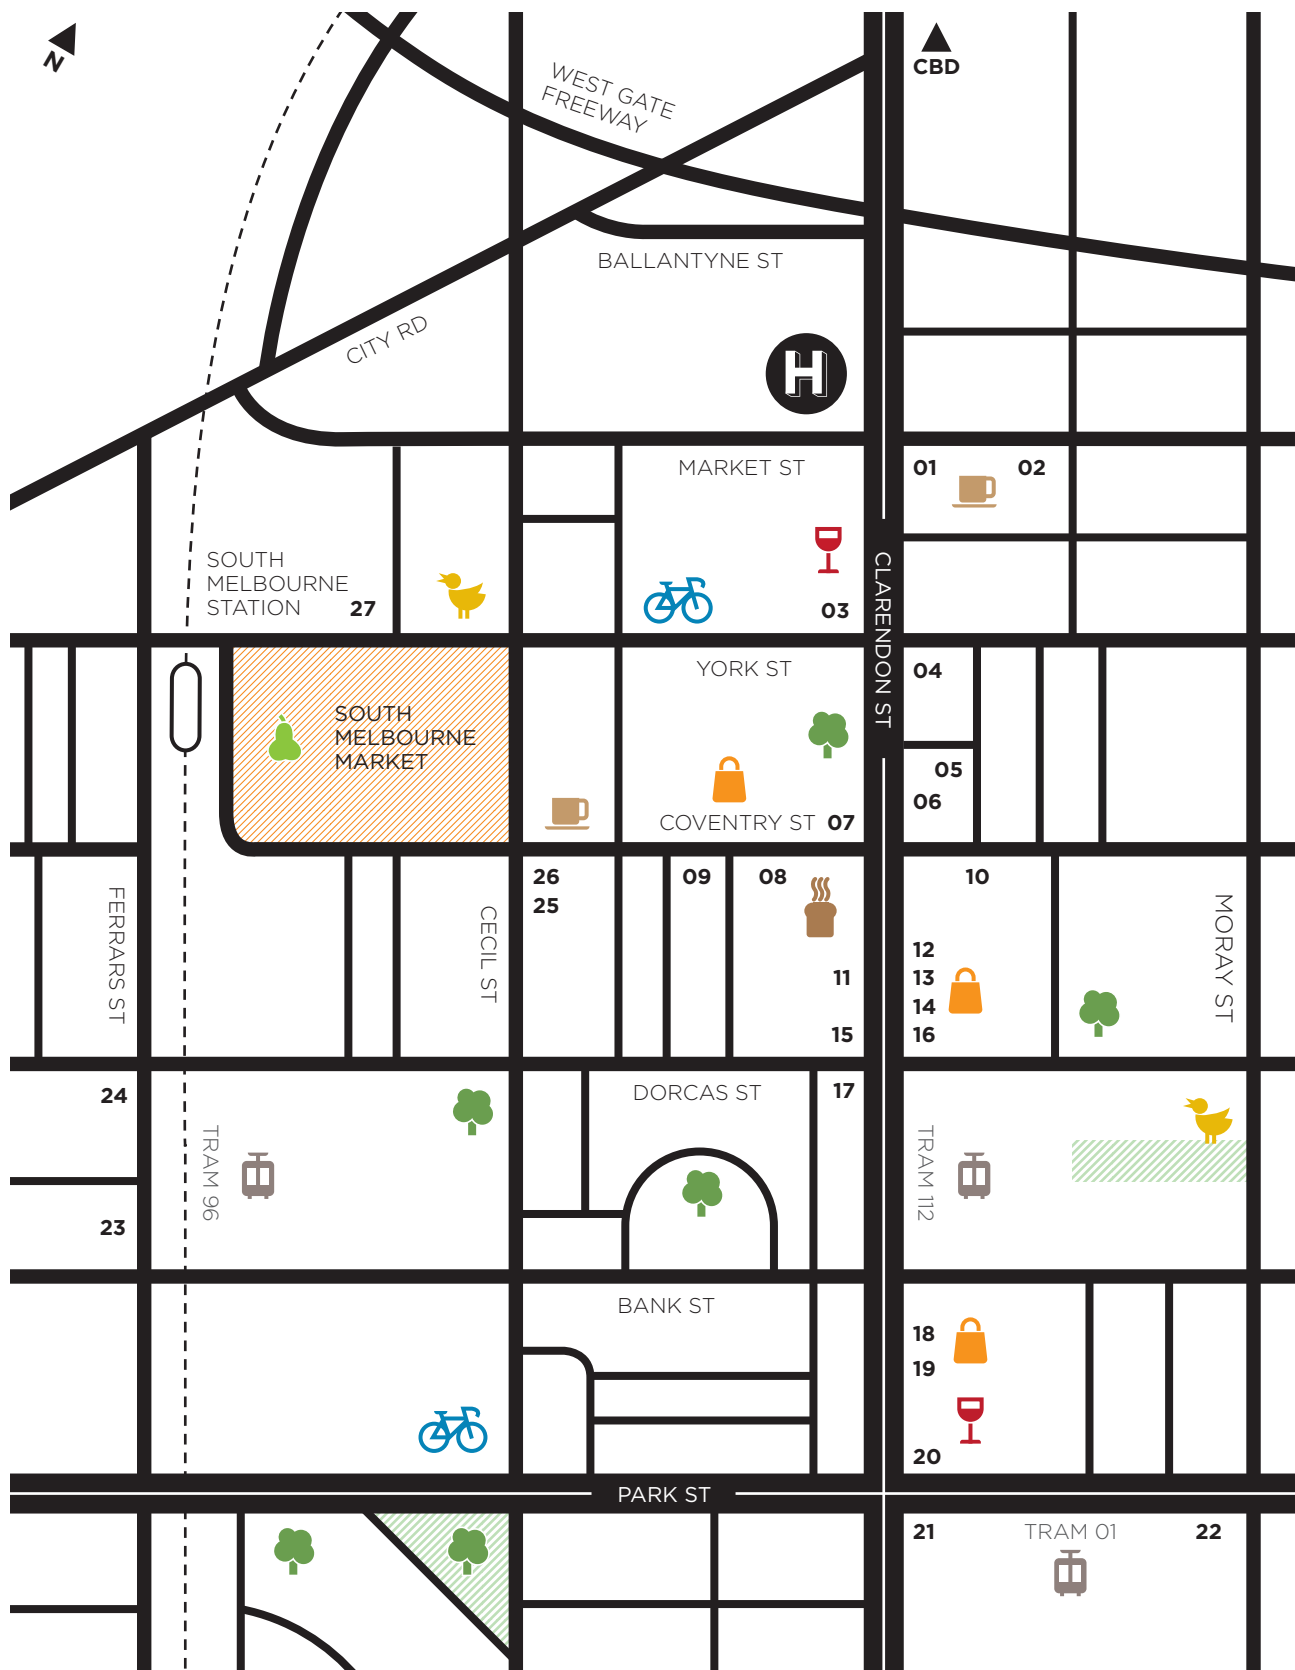 N
CBD
WEST GATE
FREEWAY
BALLANTYNE ST
CITY RD
H
MARKET ST
01
02
SOUTH
MELBOURNE
STATION
27
03
CLARENDON ST
YORK ST
04
SOUTH
MELBOURNE
MARKET
05
06
COVENTRY ST
07
26
25
09
08
10
FERRARS ST
CECIL ST
MORAY ST
12
11
13
14
15
16
24
DORCAS ST
17
TRAM 96
TRAM 112
23
BANK ST
18
19
20
PARK ST
21
TRAM 01
22